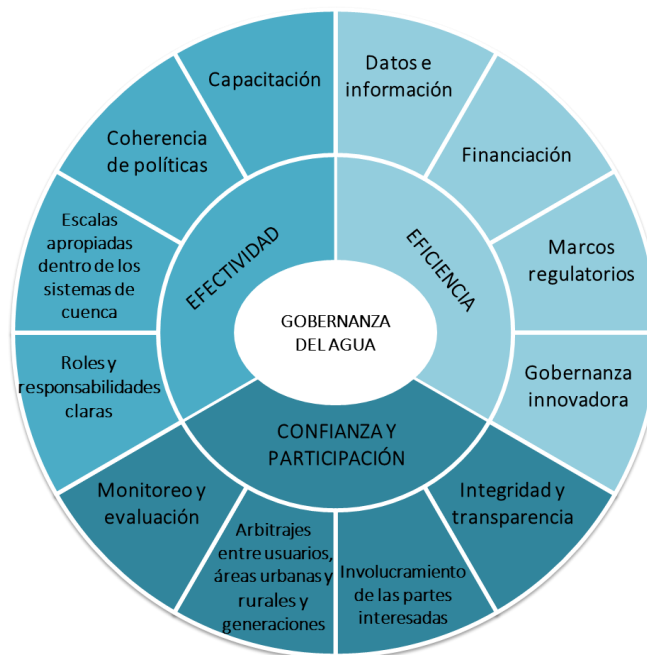 Capacitación
Datos e
información
Coherencia
de políticas
Financiación
Escalas
apropiadas
dentro de los
sistemas de
cuenca
EFECTIVIDAD
EFICIENCIA
Marcos
regulatorios
GOBERNANZA
DEL AGUA
Roles y
responsabilidades
claras
Gobernanza
innovadora
CONFIANZA Y
PARTICIPACIÓN
Monitoreo y
evaluación
Integridad y
transparencia
Arbitrajes
entre usuarios,
áreas urbanas y
rurales y
generaciones
Involucramiento
de las partes
interesadas